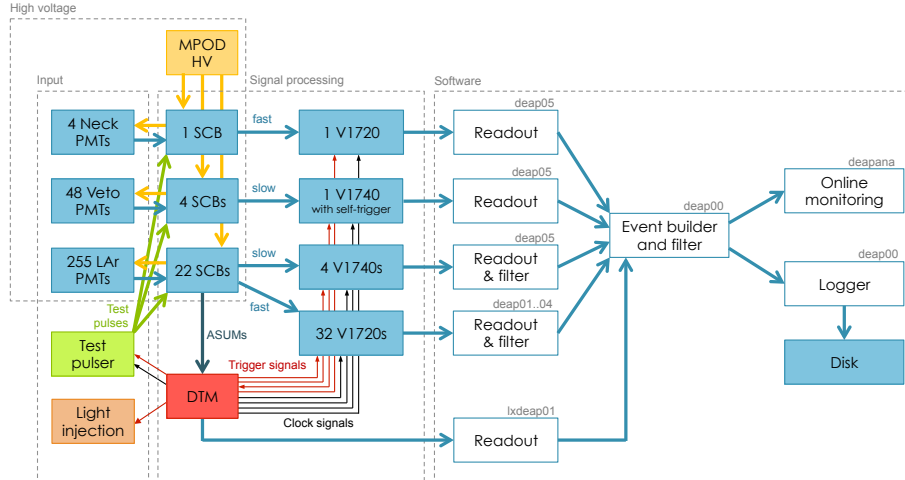 High voltage
MPOD
HV
Input
Signal processing
Software
deap05
4 Neck
PMTs
1 SCB
fast
1 V1720
Readout
deapana
deap05
48 Veto
PMTs
4 SCBs
slow
1 V1740
with self-trigger
Readout
Online
monitoring
deap00
Event builder
and filter
deap05
255 LAr
PMTs
22 SCBs
slow
4 V1740s
Readout
& filter
deap00
Logger
fast
deap01..04
Test
pulses
32 V1720s
Readout
& filter
ASUMs
Test
pulser
Disk
Trigger signals
DTM
Light
injection
Clock signals
lxdeap01
Readout